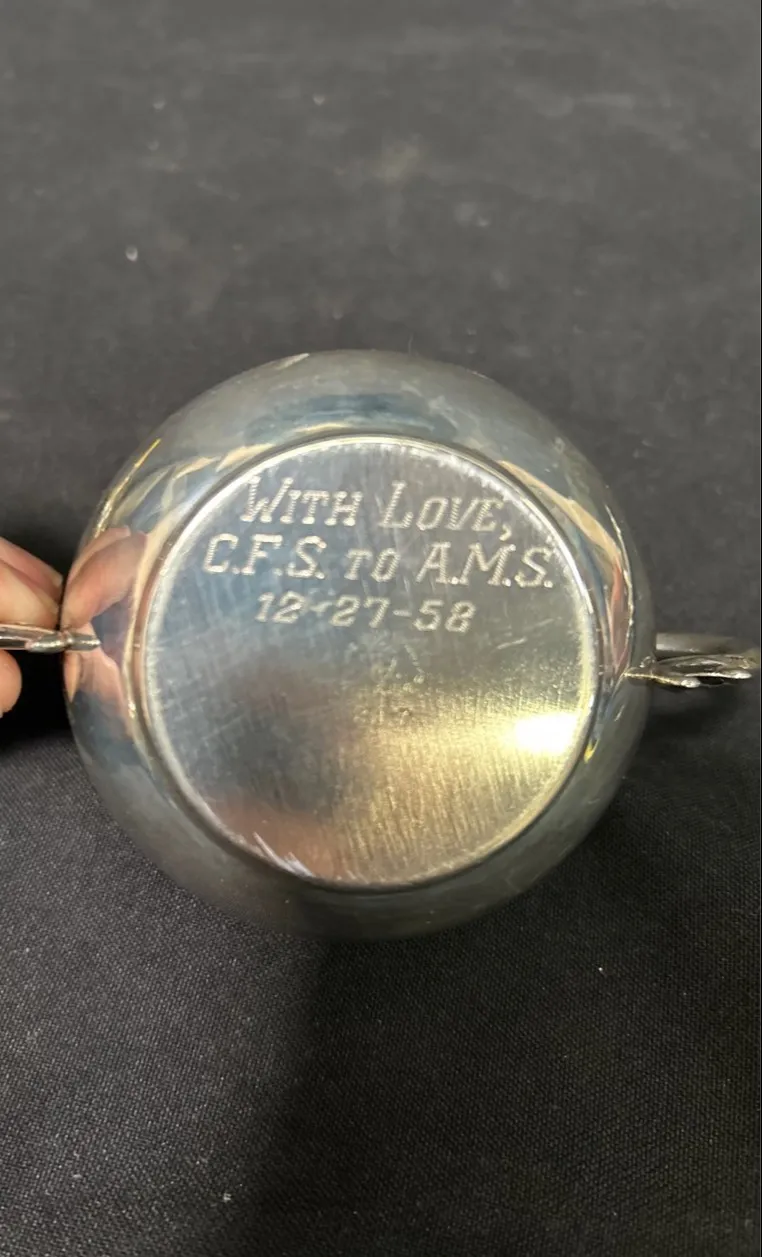 With Love,
C.F.S. to A.M.S.
12-27-58